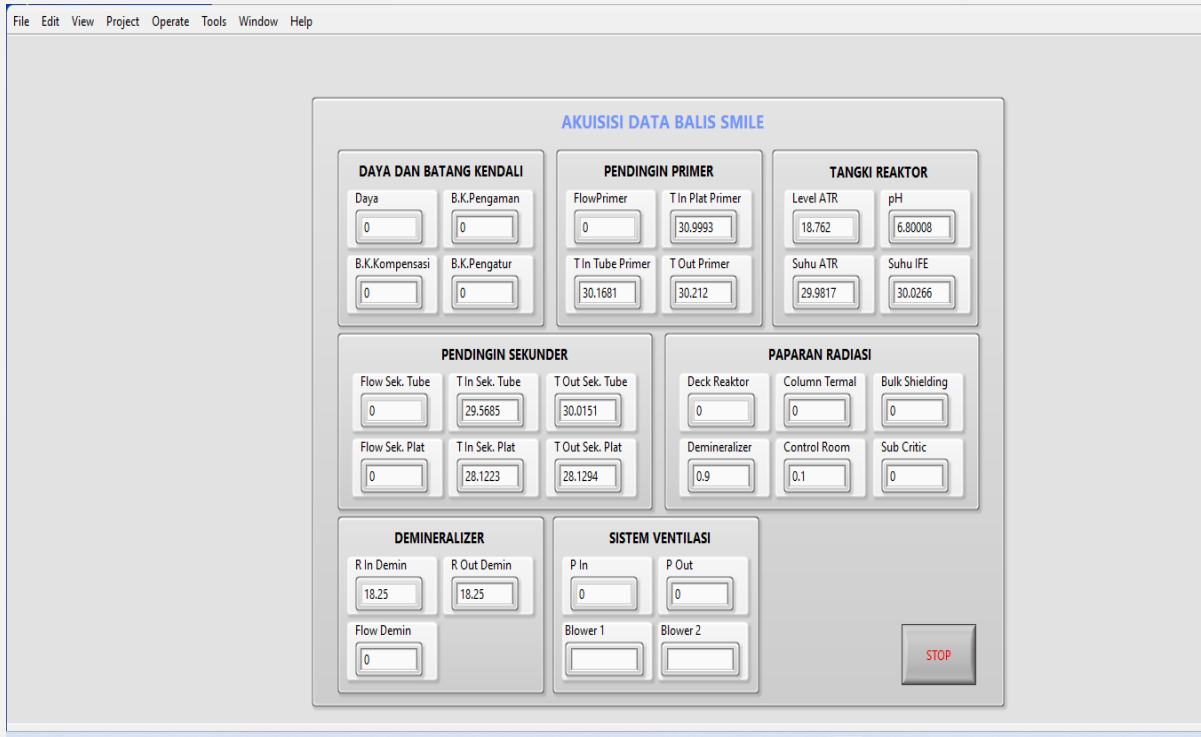 File Edit View Project Operate Tools Window Help
AKUISISI DATA BALIS SMILE
DAYA DAN BATANG KENDALI
Daya B.K.Pengaman
0 0
B.K.Kompensasi B.K.Pengatur
0 0
PENDINGIN PRIMER
FlowPrimer T In Plat Primer
0 30.9993
T In Tube Primer T Out Primer
30.1681 30.212
TANGKI REAKTOR
Level ATR pH
18.762 6.80008
Suhu ATR Suhu IFE
29.9817 30.0266
PENDINGIN SEKUNDER
Flow Sek. Tube T In Sek. Tube T Out Sek. Tube
0 29.5685 30.0151
Flow Sek. Plat T In Sek. Plat T Out Sek. Plat
0 28.1223 28.1294
PAPARAN RADIASI
Deck Reaktor Column Termal Bulk Shielding
0 0 0
Demineralizer Control Room Sub Critic
0.9 0.1 0
DEMINERALIZER
R In Demin R Out Demin
18.25 18.25
Flow Demin
0
SISTEM VENTILASI
P In P Out
0 0
Blower 1 Blower 2
STOP